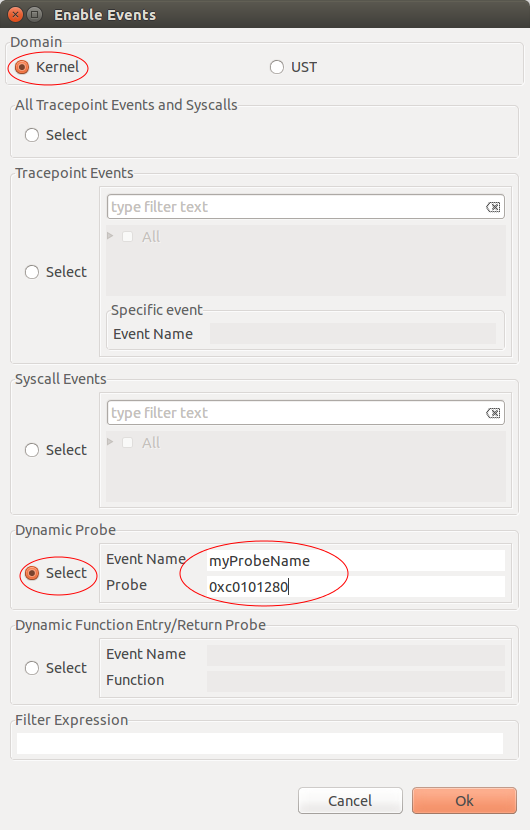 Enable Events
Domain
Kernel
UST
All Tracepoint Events and Syscalls
Select
Tracepoint Events
type filter text
All
Select
Specific event
Event Name
Syscall Events
type filter text
All
Select
Dynamic Probe
Event Name myProbeName
Select
Probe 0xc0101280
Dynamic Function Entry/Return Probe
Event Name
Select
Function
Filter Expression
Cancel
Ok